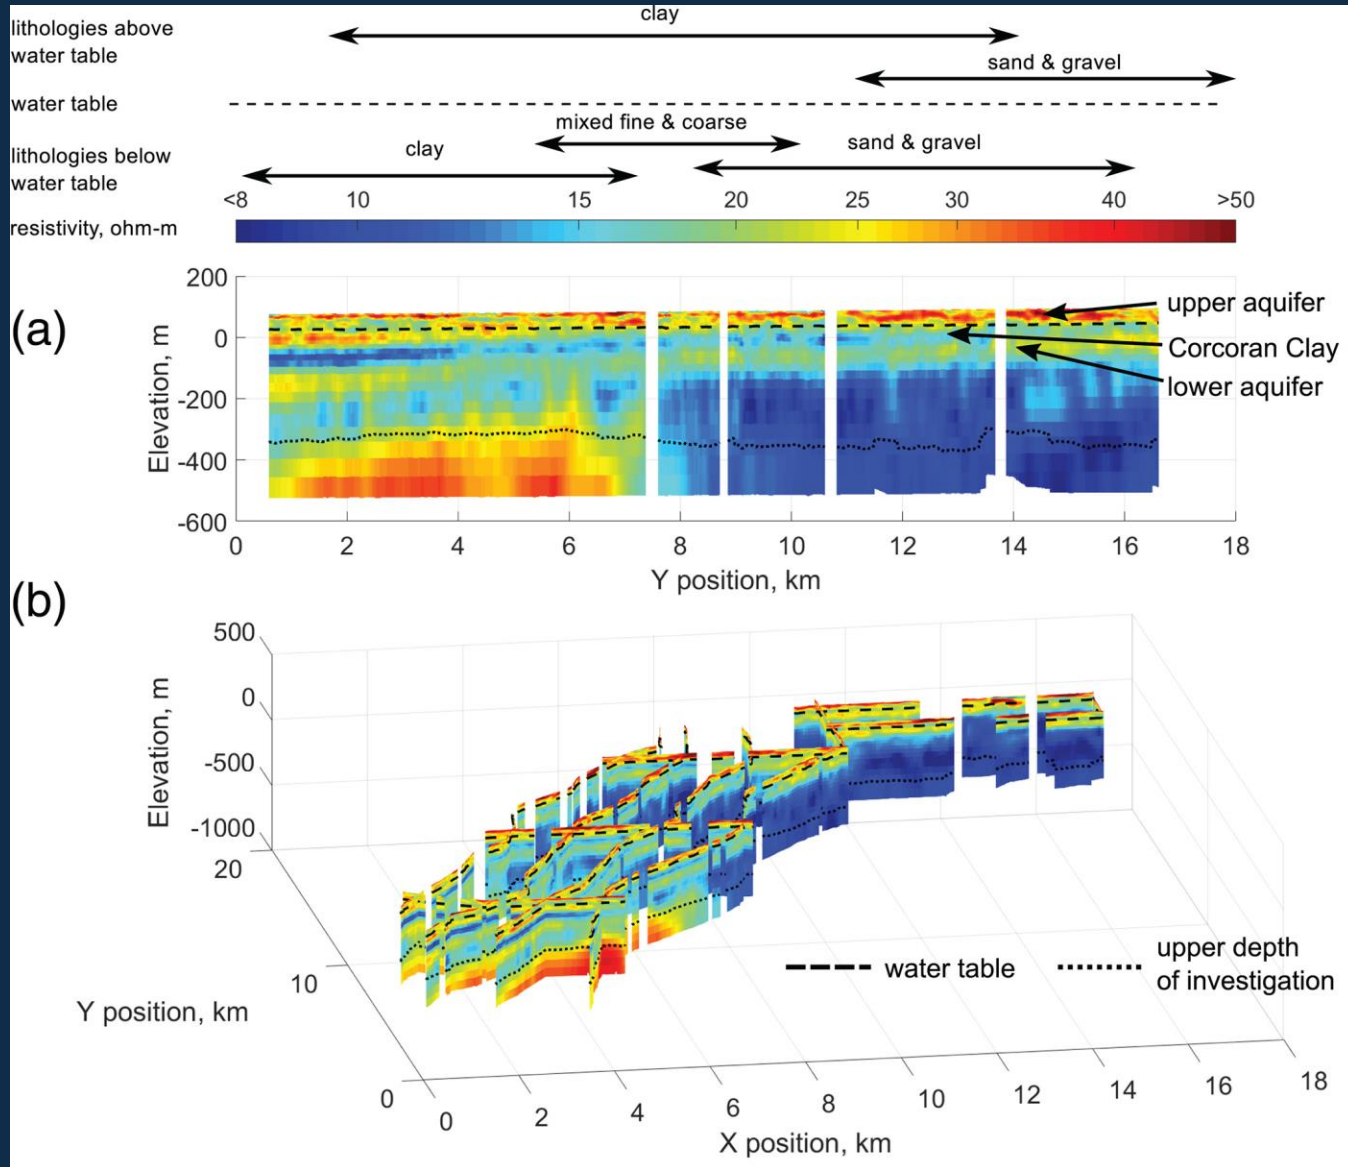 clay
lithologies above
water table
sand & gravel
water table
mixed fine & coarse
clay
sand & gravel
lithologies below
water table
<8 10 15 20 25 30 40 >50
resistivity, ohm-m
(a)
200
0
-200
-400
-600
Elevation, m
upper aquifer
Corcoran Clay
lower aquifer
0 2 4 6 8 10 12 14 16 18
Y position, km
(b)
500
0
-500
-1000
Elevation, m
20
10
0
Y position, km
water table
upper depth
of investigation
0 2 4 6 8 10 12 14 16 18
X position, km